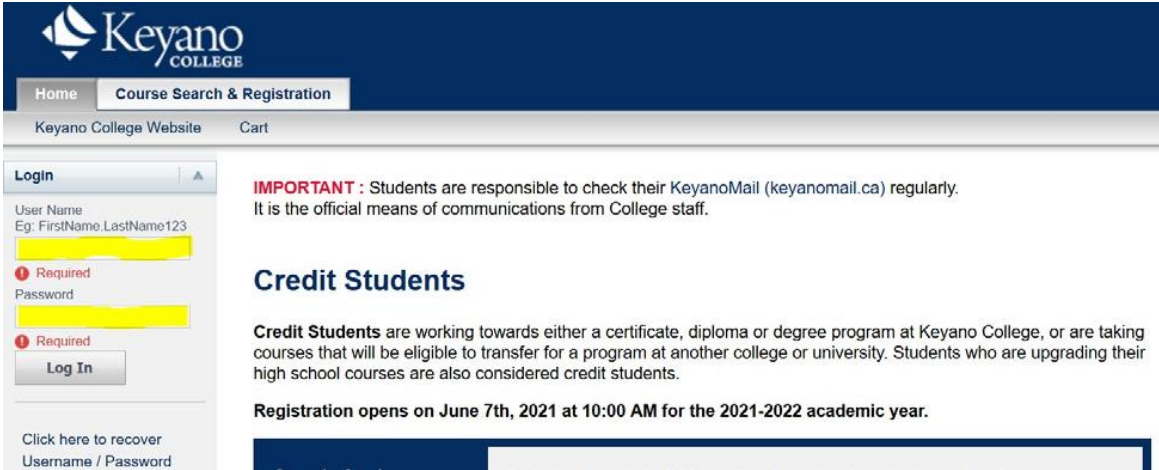 Keyano
COLLEGE
Home
Course Search & Registration
Keyano College Website
Cart
Login
User Name
Eg: FirstName.LastName123
Required
Password
Required
Log In
Click here to recover
Username / Password
IMPORTANT : Students are responsible to check their KeyanoMail (keyanomail.ca) regularly.
It is the official means of communications from College staff.
Credit Students
Credit Students are working towards either a certificate, diploma or degree program at Keyano College, or are taking
courses that will be eligible to transfer for a program at another college or university. Students who are upgrading their
high school courses are also considered credit students.
Registration opens on June 7th, 2021 at 10:00 AM for the 2021-2022 academic year.